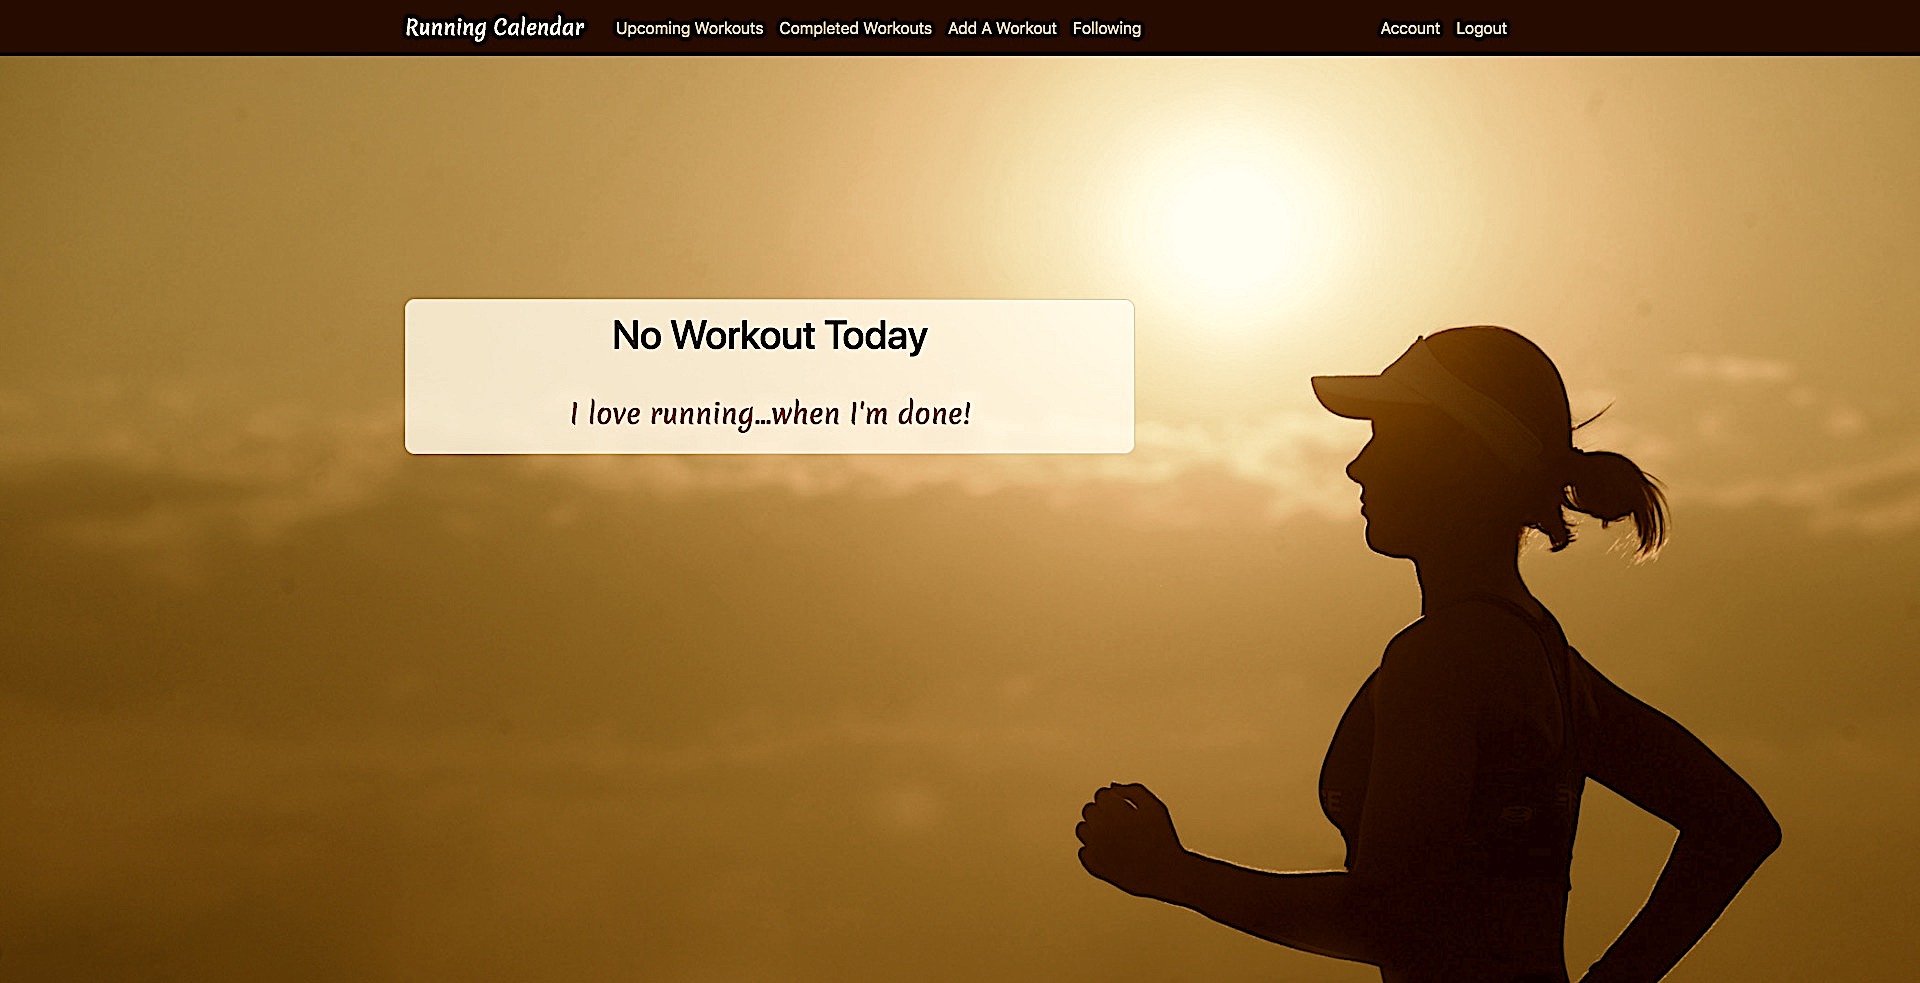 Running Calendar Upcoming Workouts Completed Workouts Add A Workout Following Account Logout
No Workout Today
I love running...when I'm done!